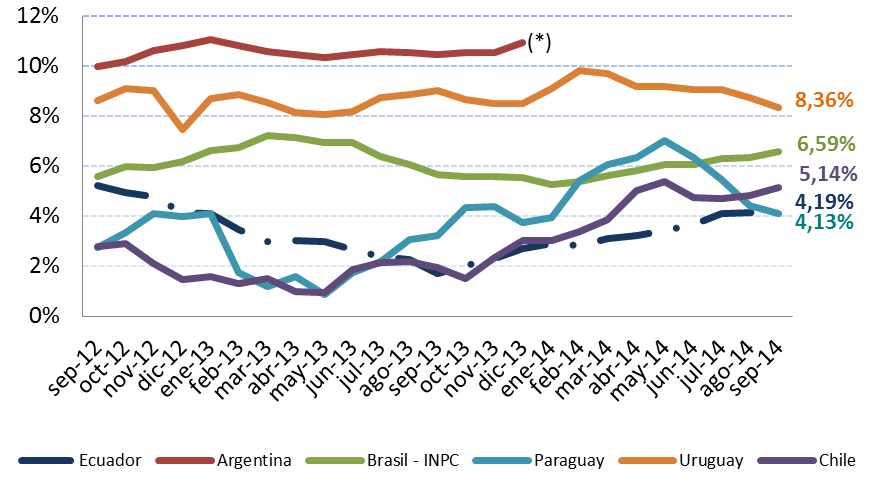 12%
10%
8%
6%
4%
2%
0%
(*)
8,36%
6,59%
5,14%
4,19%
4,13%
sep-12
oct-12
nov-12
dic-12
ene-13
feb-13
mar-13
abr-13
may-13
jun-13
jul-13
ago-13
sep-13
oct-13
nov-13
dic-13
ene-14
feb-14
mar-14
abr-14
may-14
jun-14
jul-14
ago-14
sep-14
Ecuador Argentina Brasil - INPC Paraguay Uruguay Chile